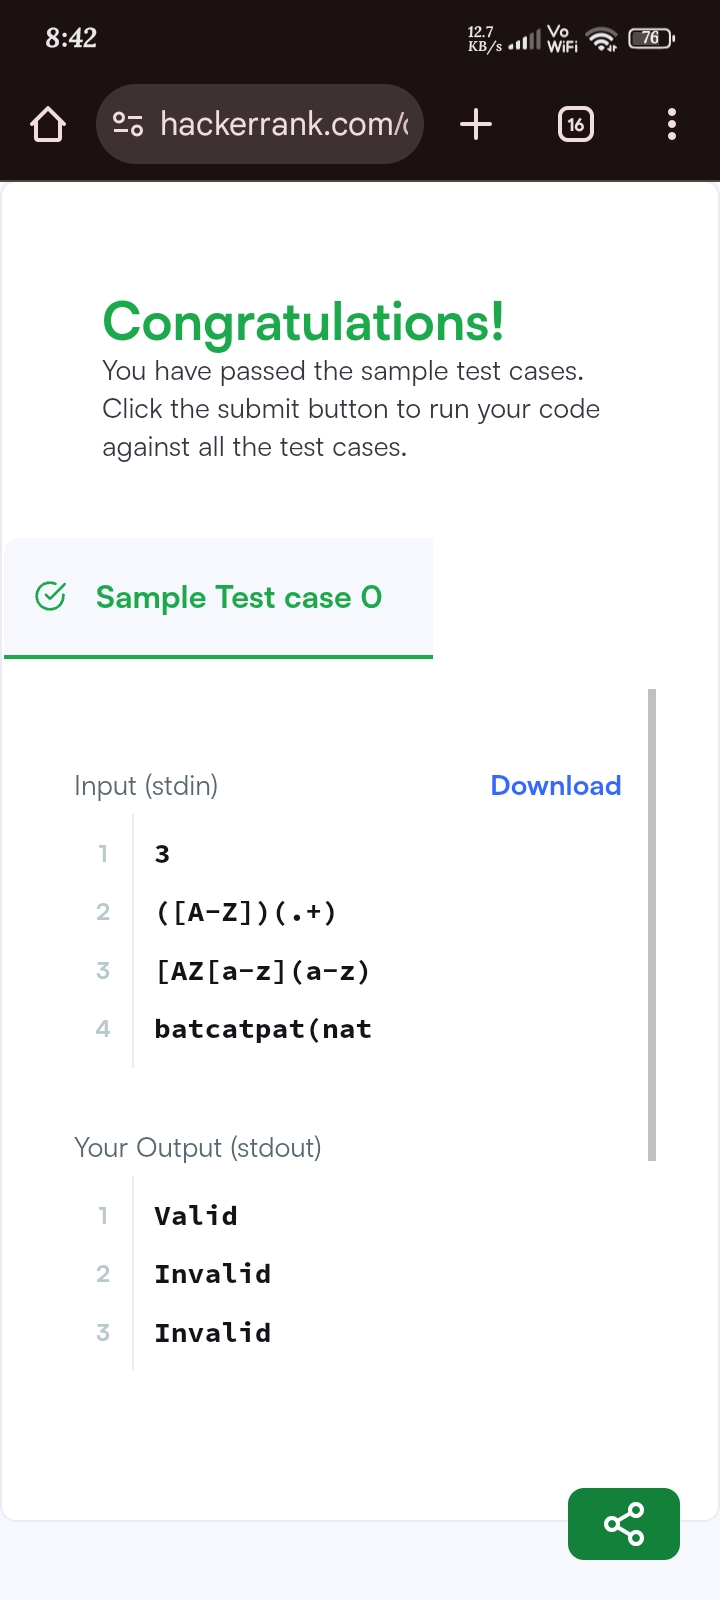 8:42
12.7
KB/s
Vo
WiFi
76
hackerrank.com/
16
Congratulations!
You have passed the sample test cases.
Click the submit button to run your code
against all the test cases.
Sample Test case 0
Input (stdin)
Download
1 3
2 ([A-Z])(.+)
3 [AZ[a-z](a-z)
4 batcatpat(nat
Your Output (stdout)
1 Valid
2 Invalid
3 Invalid